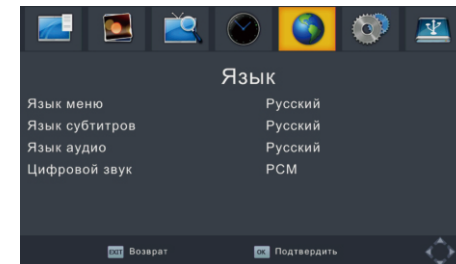 Язык
Язык меню Русский
Язык субтитров Русский
Язык аудио Русский
Цифровой звук PCM
EXIT Возврат OK Подтвердить